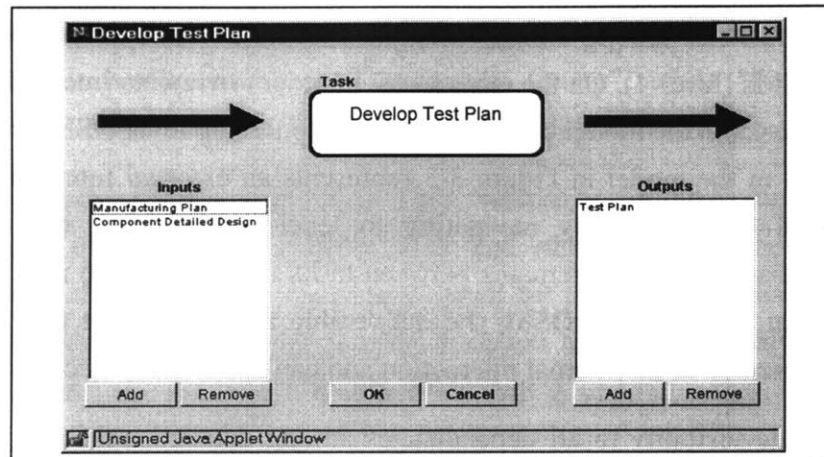 Develop Test Plan
Task
Develop Test Plan
Inputs
Outputs
Manufacturing Plan
Component Detailed Design
Test Plan
Add Remove
OK Cancel
Add Remove
Unsigned Java Applet Window